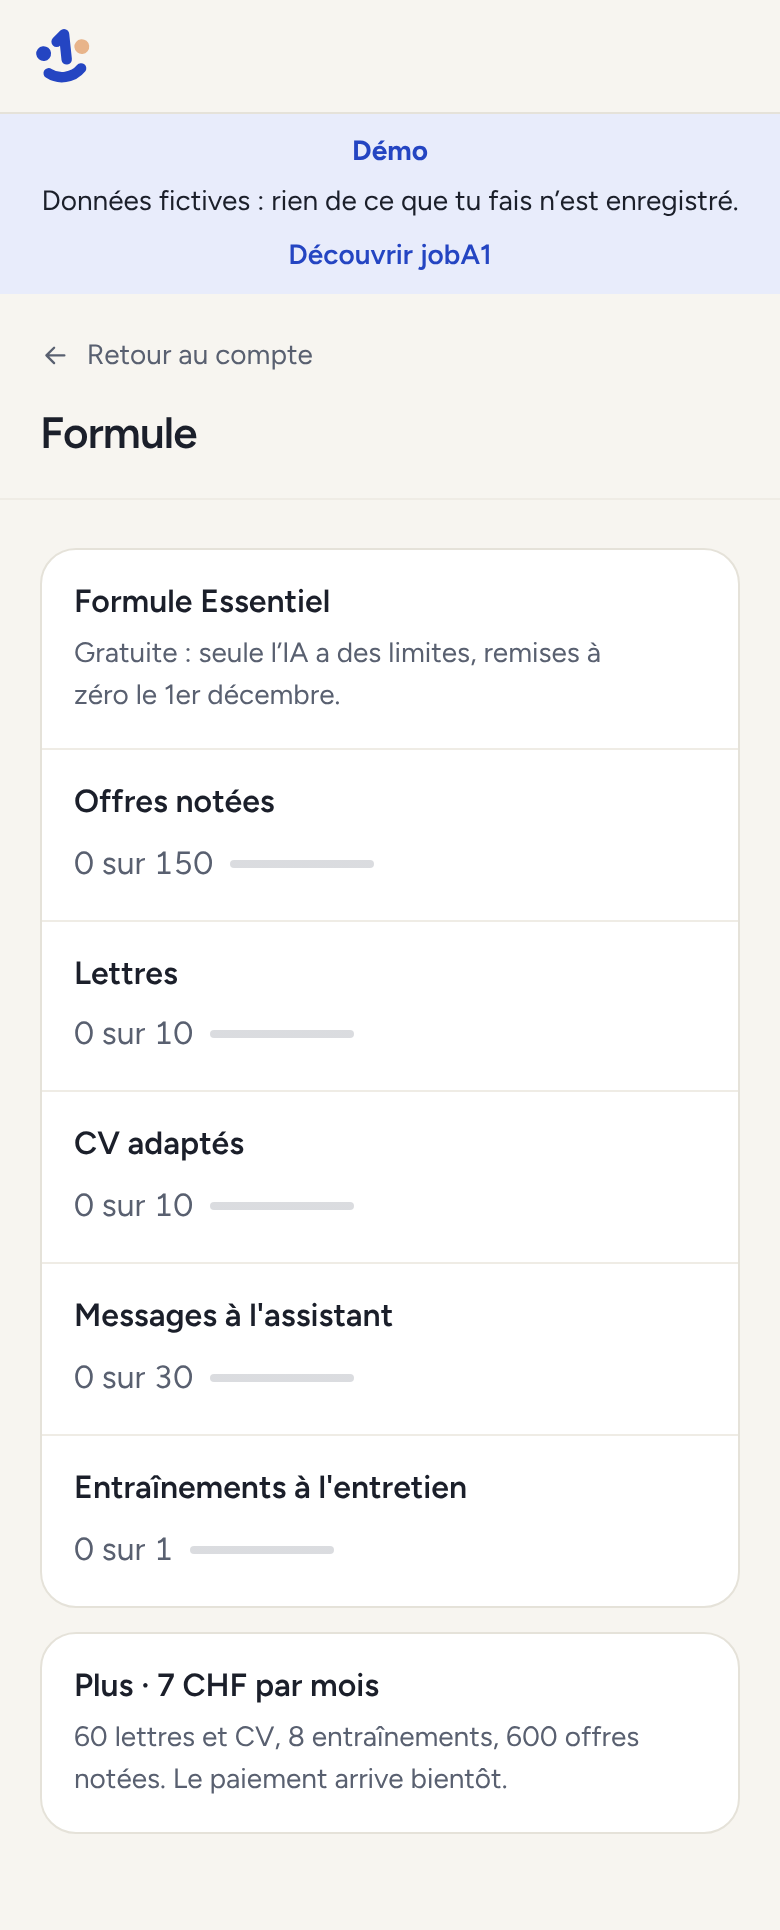 Démo
Données fictives : rien de ce que tu fais n’est enregistré.
Découvrir jobA1
← Retour au compte
Formule
Formule Essentiel
Gratuite : seule l’IA a des limites, remises à
zéro le 1er décembre.
Offres notées
0 sur 150
Lettres
0 sur 10
CV adaptés
0 sur 10
Messages à l'assistant
0 sur 30
Entraînements à l'entretien
0 sur 1
Plus · 7 CHF par mois
60 lettres et CV, 8 entraînements, 600 offres
notées. Le paiement arrive bientôt.